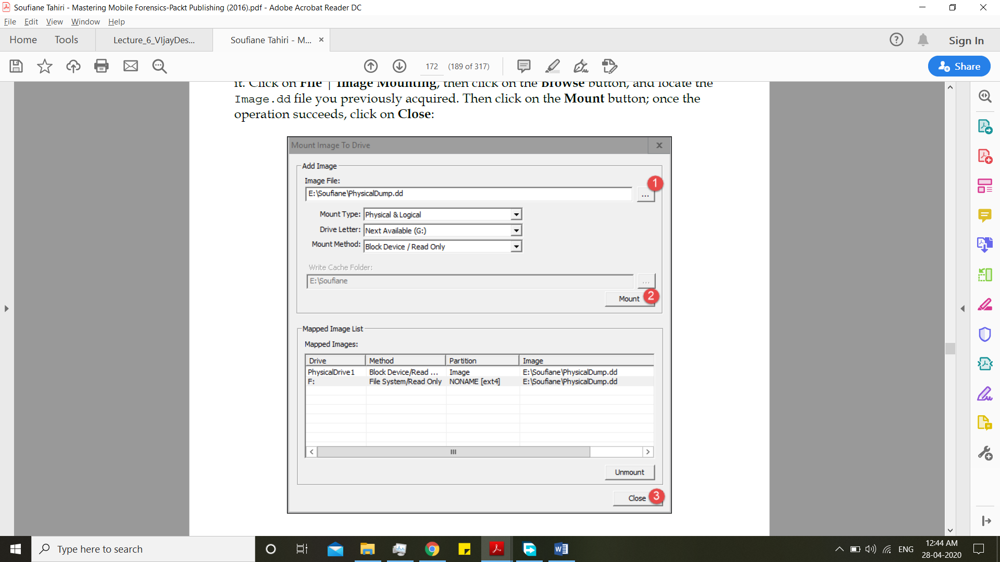 Soufiane Tahiri - Mastering Mobile Forensics-Packt Publishing (2016).pdf - Adobe Acrobat Reader DC
File Edit View Window Help
Home Tools Lecture_6_VIjayDes... Soufiane Tahiri - M... × Sign In
172 (189 of 317) Share
it. Click on File | Image Mounting, then click on the Browse button, and locate the
Image.dd file you previously acquired. Then click on the Mount button; once the
operation succeeds, click on Close:
Mount Image To Drive x
Add Image
Image File: 1
E:\Soufiane\PhysicalDump.dd ...
Mount Type: Physical & Logical
Drive Letter: Next Available (G:)
Mount Method: Block Device / Read Only
Write Cache Folder:
E:\Soufiane ...
Mount 2
Mapped Image List
Mapped Images:
Drive Method Partition Image
PhysicalDrive1 Block Device/Read ... Image E:\Soufiane\PhysicalDump.dd
F: File System/Read Only NONAME [ext4] E:\Soufiane\PhysicalDump.dd
Unmount
Close 3
Type here to search ENG 12:44 AM
28-04-2020